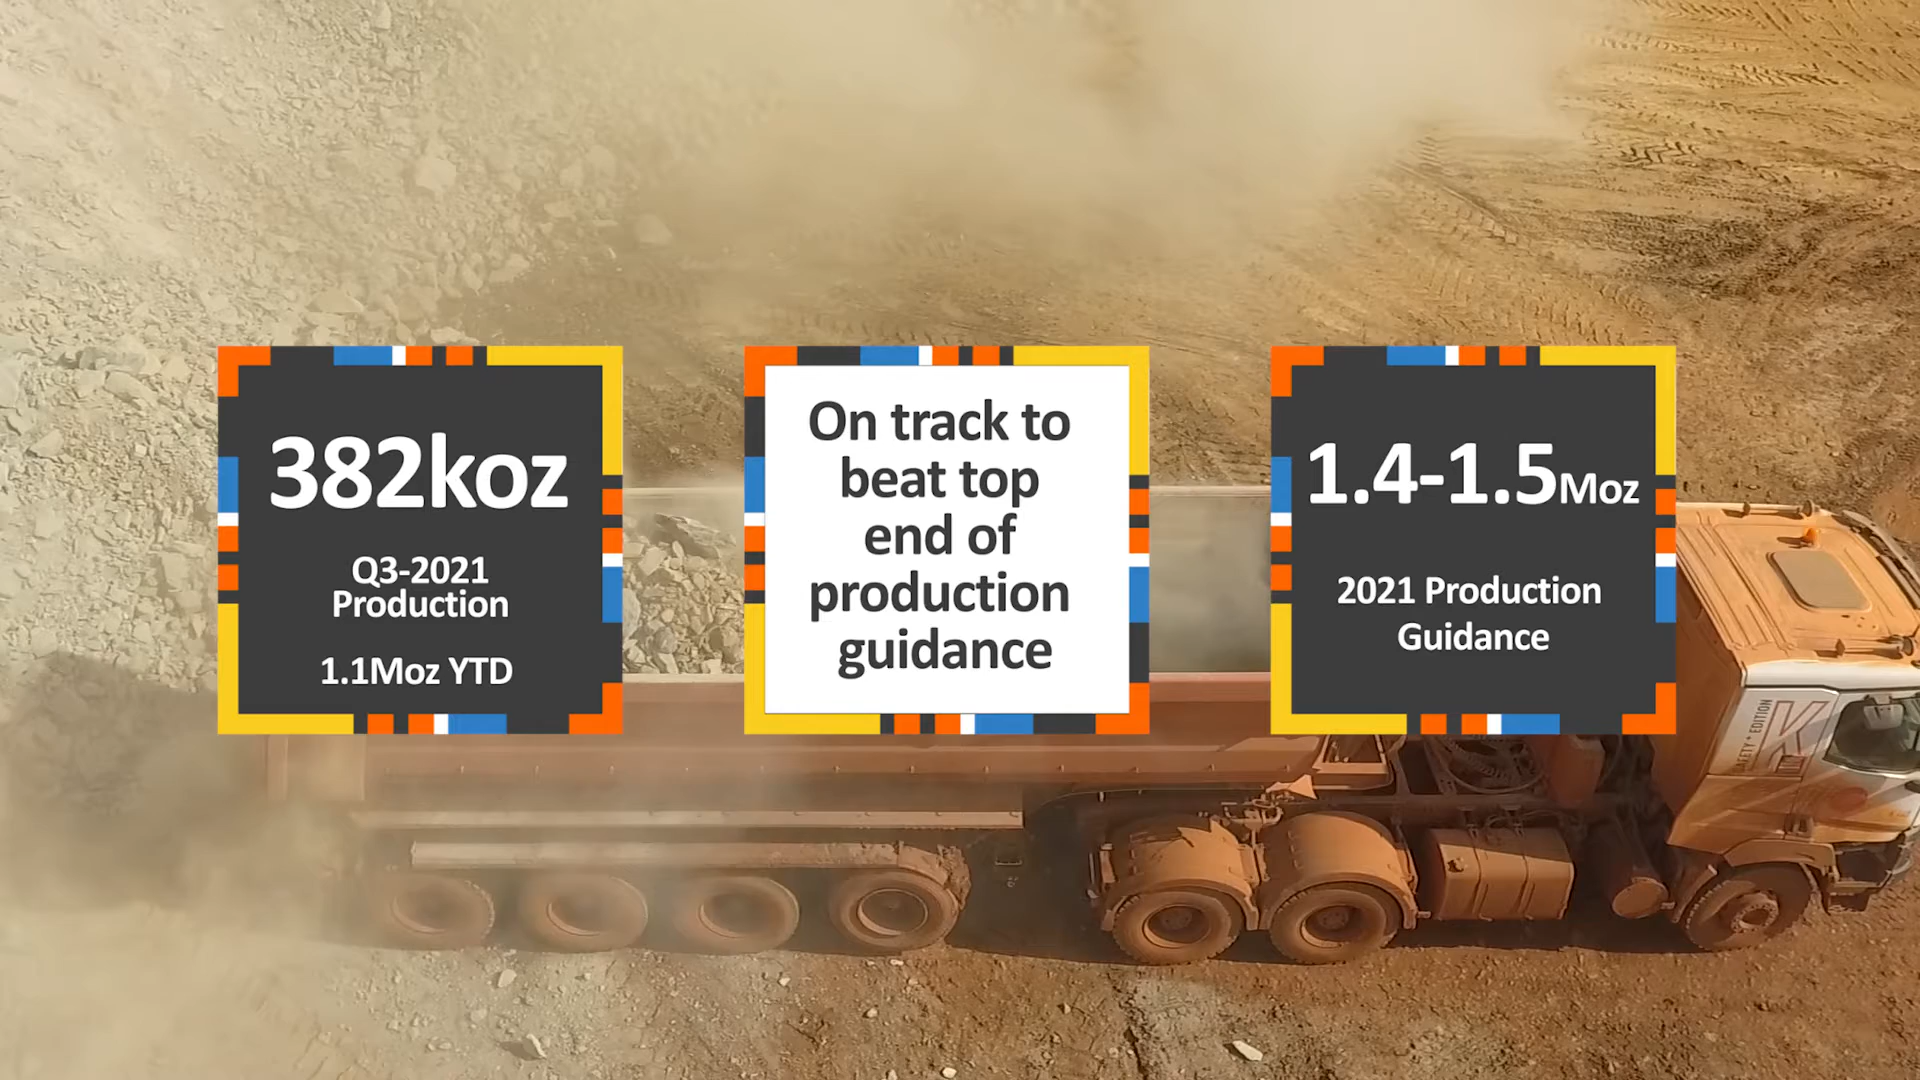 382koz
Q3-2021
Production
1.1Moz YTD
On track to
beat top
end of
production
guidance
1.4-1.5Moz
2021 Production
Guidance
EDITION
K